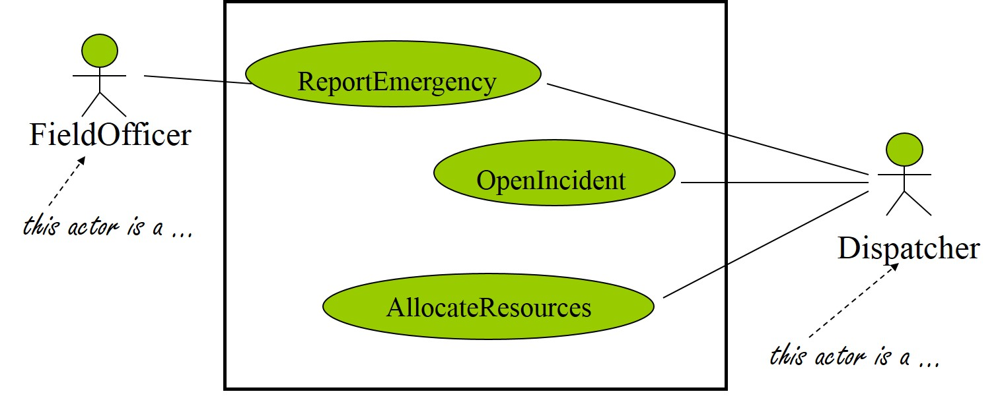 ReportEmergency
FieldOfficer
OpenIncident
this actor is a ...
Dispatcher
AllocateResources
this actor is a ...